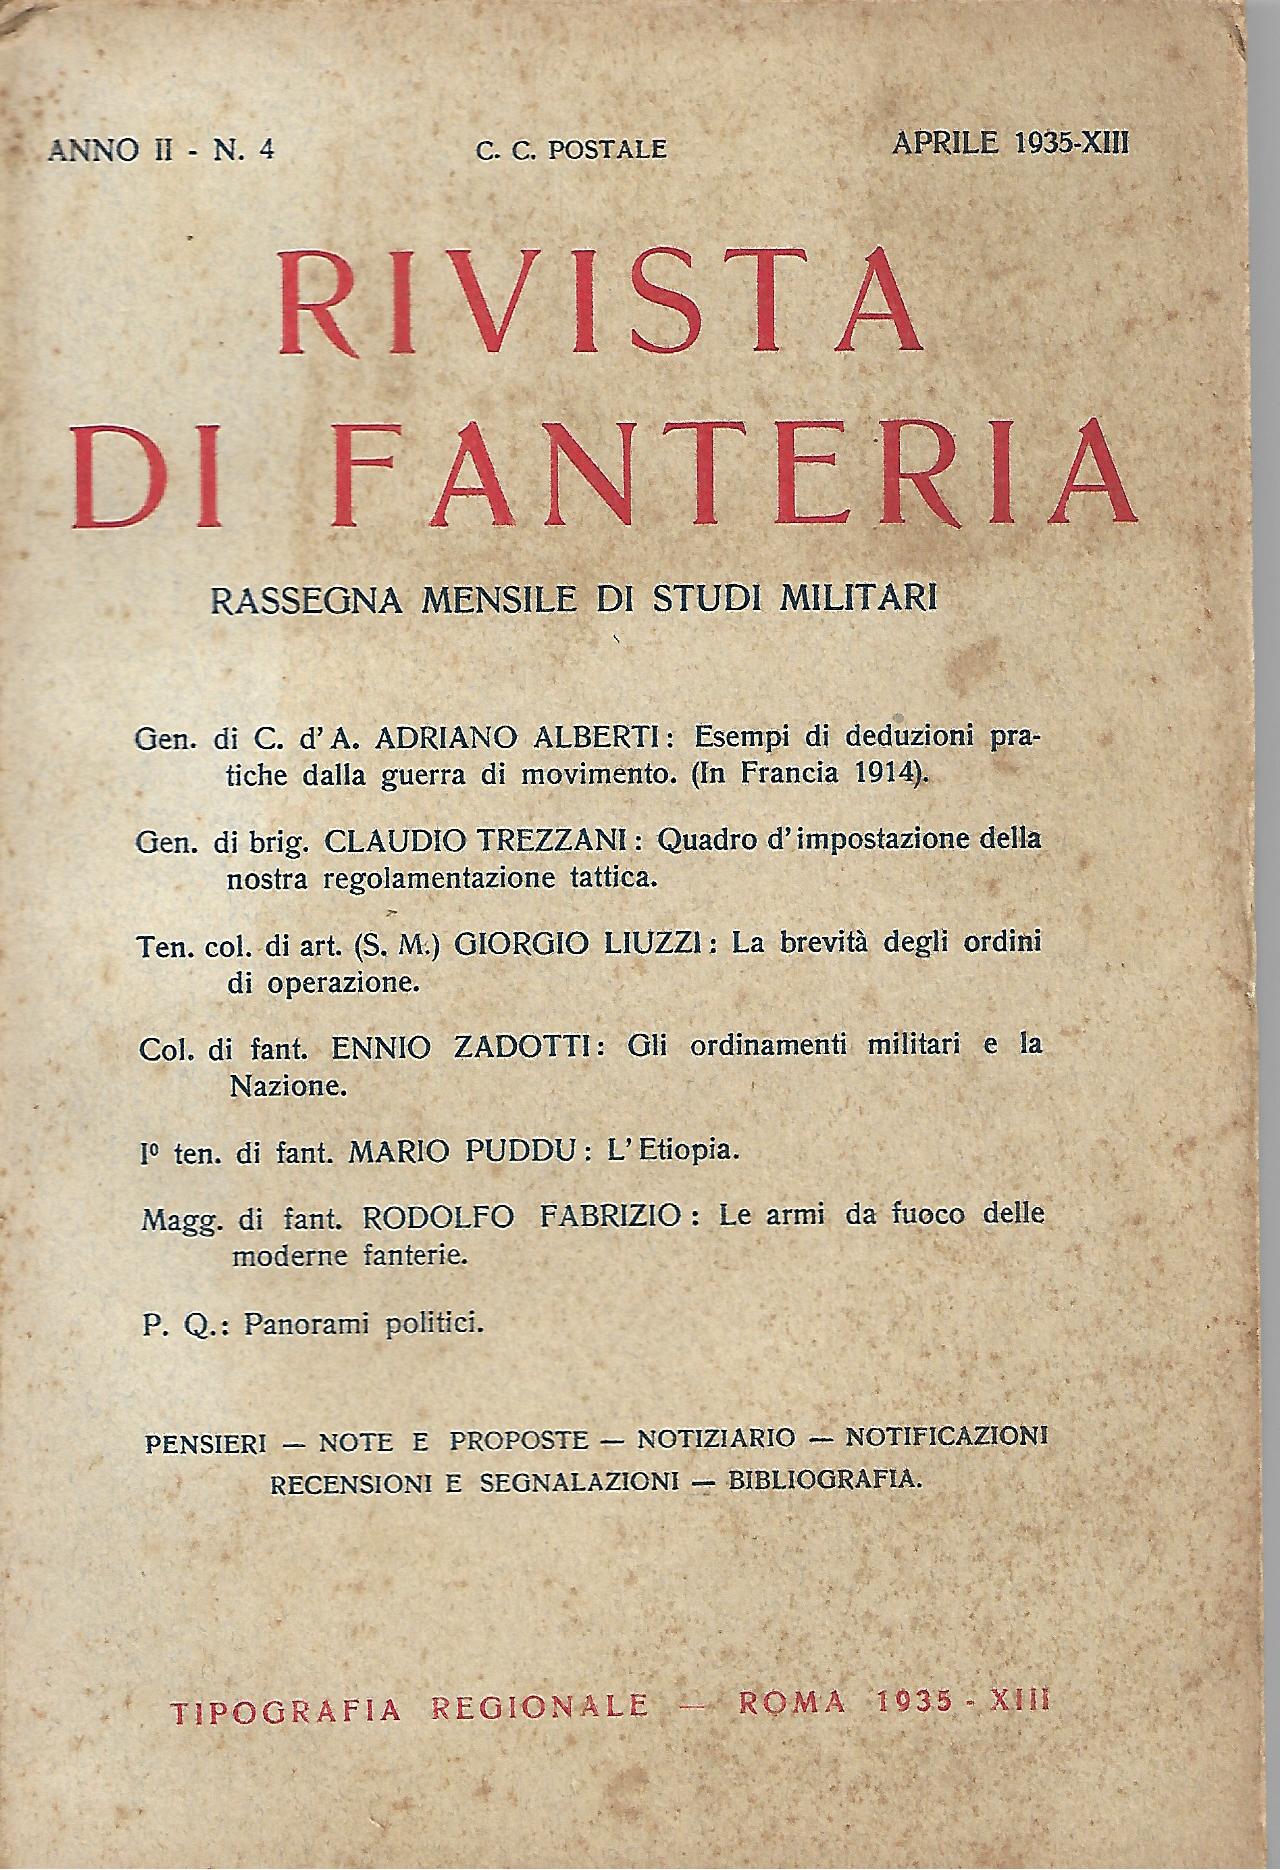 ANNO II - N. 4
C. C. POSTALE
APRILE 1935-XIII
RIVISTA
DI FANTERIA
RASSEGNA MENSILE DI STUDI MILITARI
Gen. di C. d'A. ADRIANO ALBERTI: Esempi di deduzioni pra-
tiche dalla guerra di movimento. (In Francia 1914).
Gen. di brig. CLAUDIO TREZZANI: Quadro d'impostazione della
nostra regolamentazione tattica.
Ten. col. di art. (S. M.) GIORGIO LIUZZI: La brevità degli ordini
di operazione.
Col. di fant. ENNIO ZADOTTI: Gli ordinamenti militari e la
Nazione.
Iº ten. di fant. MARIO PUDDU: L'Etiopia.
Magg. di fant. RODOLFO FABRIZIO: Le armi da fuoco delle
moderne fanterie.
P. Q.: Panorami politici.
PENSIERI — NOTE E PROPOSTE — NOTIZIARIO — NOTIFICAZIONI
RECENSIONI E SEGNALAZIONI — BIBLIOGRAFIA.
TIPOGRAFIA REGIONALE — ROMA 1935 - XIII